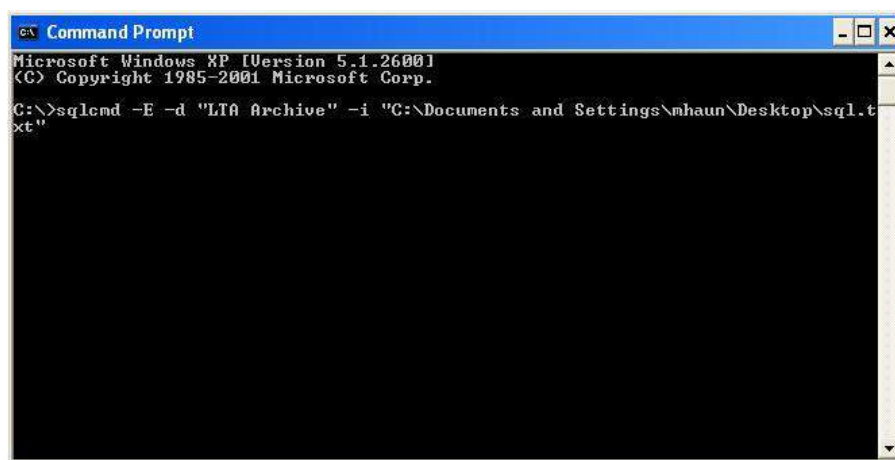 Command Prompt
Microsoft Windows XP [Version 5.1.2600]
(C) Copyright 1985-2001 Microsoft Corp.
C:\>sqlcmd -E -d "LTA Archive" -i "C:\Documents and Settings\mhaun\Desktop\sql.t
xt"